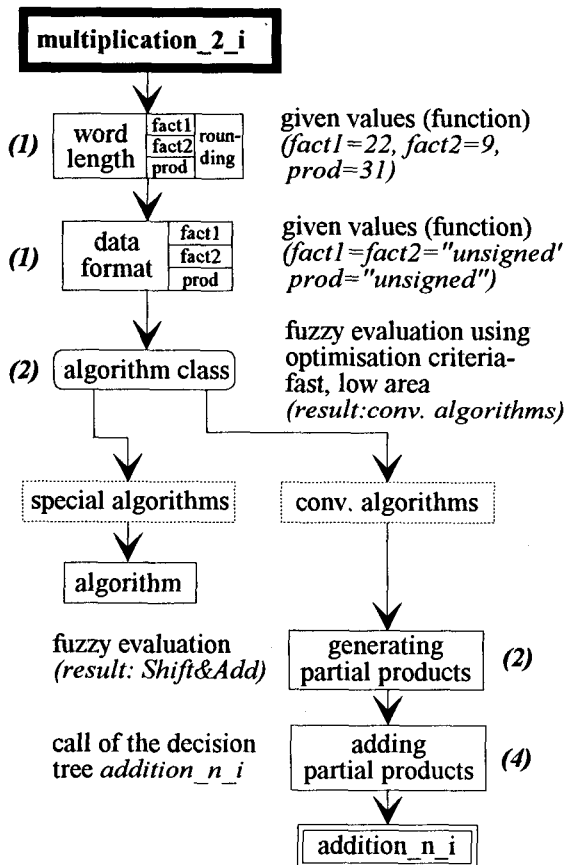 multiplication_2_i
(1)
word
length
fact1
fact2
prod
roun-
ding
given values (function)
(fact1=22, fact2=9,
prod=31)
(1)
data
format
fact1
fact2
prod
given values (function)
(fact1=fact2="unsigned'
prod="unsigned")
(2)
algorithm class
fuzzy evaluation using
optimisation criteria-
fast, low area
(result:conv. algorithms)
special algorithms
conv. algorithms
algorithm
fuzzy evaluation
(result: Shift&Add)
generating
partial products
(2)
call of the decision
tree addition_n_i
adding
partial products
(4)
addition_n_i